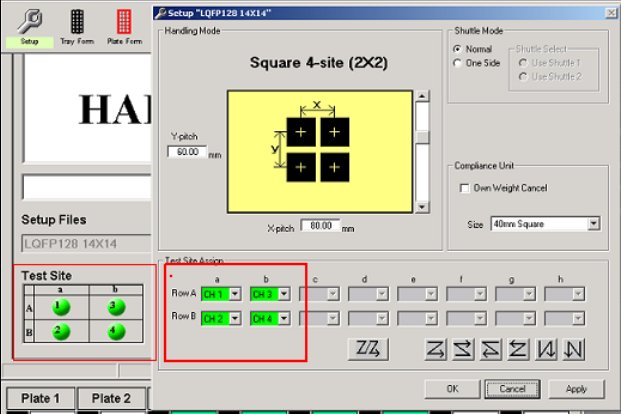 Setup "LQFP128 14X14"
Setup
Tray Form
Plate Form
HA
Setup Files
LQFP128 14X14
Test Site
a b
A 1 3
B 2 4
Plate 1
Plate 2
Handling Mode
Square 4-site (2X2)
X
Y
Y-pitch
60.00 mm
X-pitch 80.00 mm
Shuttle Mode
Normal
One Side
Shuttle Select
Use Shuttle 1
Use Shuttle 2
Compliance Unit
Own Weight Cancel
Size 40mm Square
Test Site Assign
a b c d e f g h
Row A CH 1 CH 3
Row B CH 2 CH 4
OK
Cancel
Apply